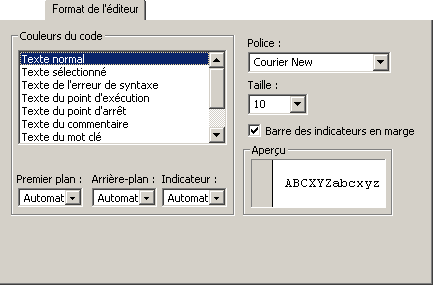 Format de l'éditeur
Couleurs du code
Texte normal
Texte sélectionné
Texte de l'erreur de syntaxe
Texte du point d'exécution
Texte du point d'arrêt
Texte du commentaire
Texte du mot clé
Premier plan : Arrière-plan : Indicateur :
Automat Automat Automat
Police :
Courier New
Taille :
10
Barre des indicateurs en marge
Aperçu
ABCXYZabcxyz